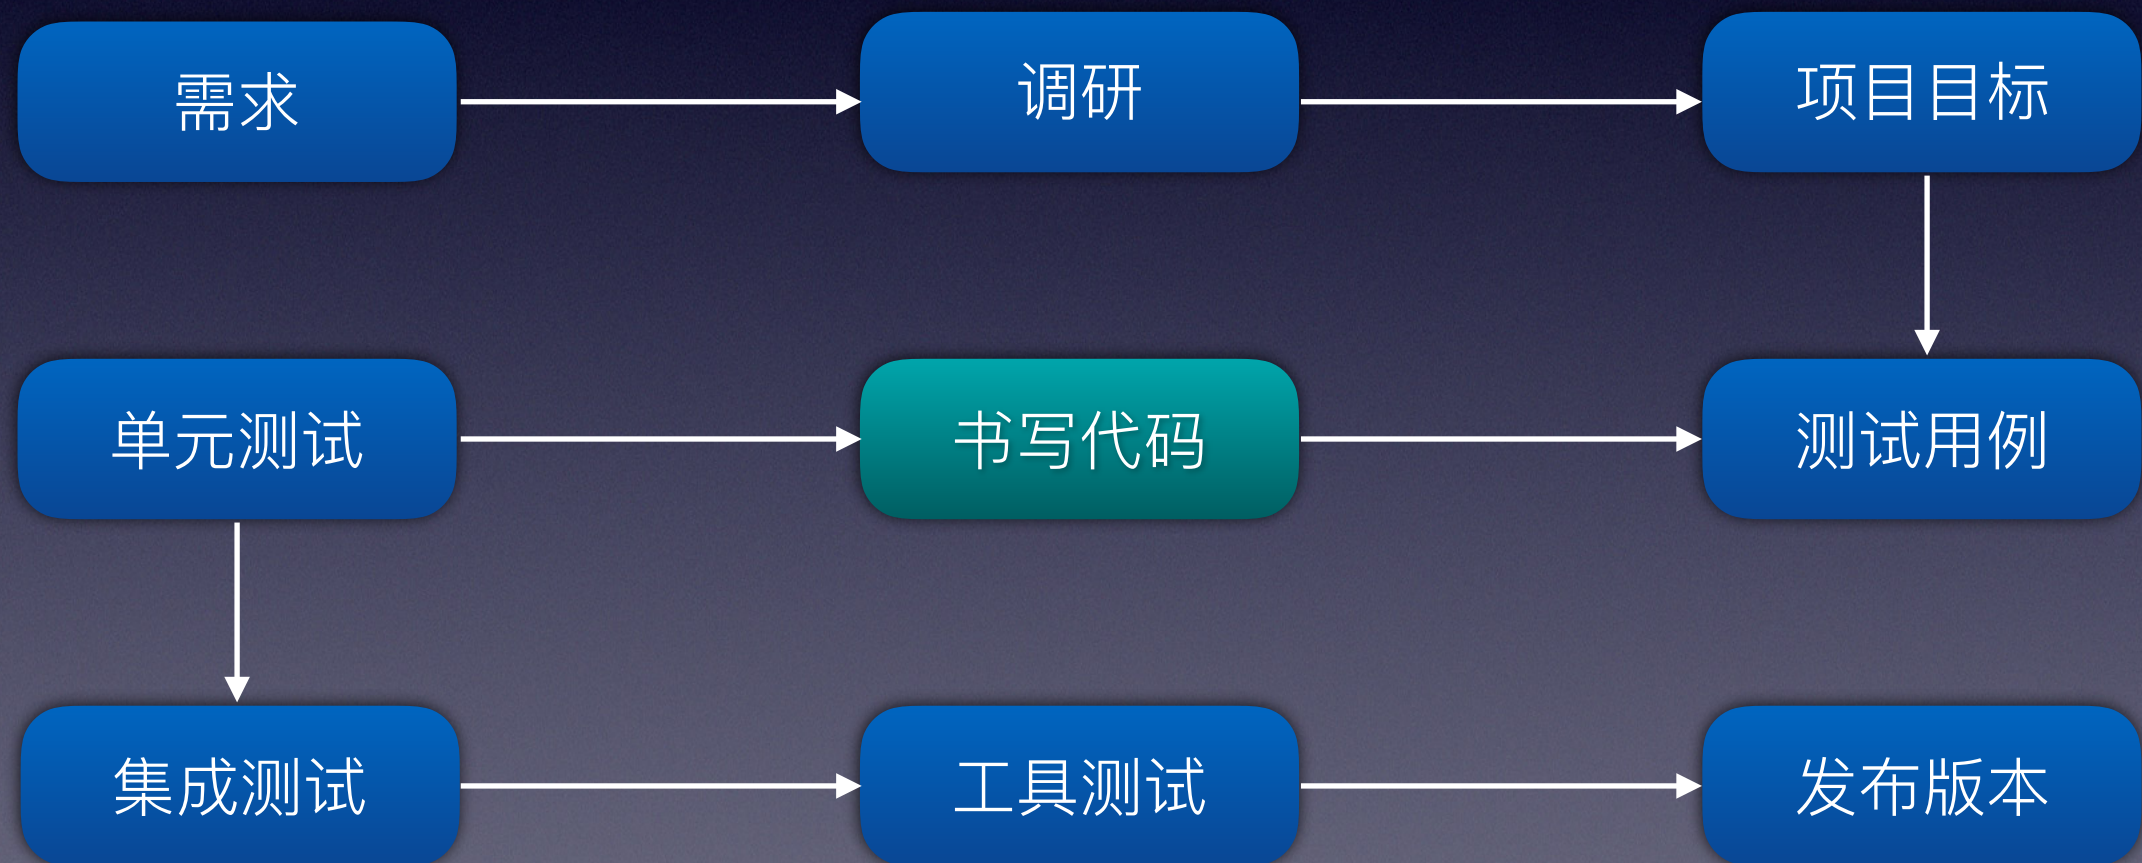 需求
调研
项目目标
单元测试
书写代码
测试用例
集成测试
工具测试
发布版本